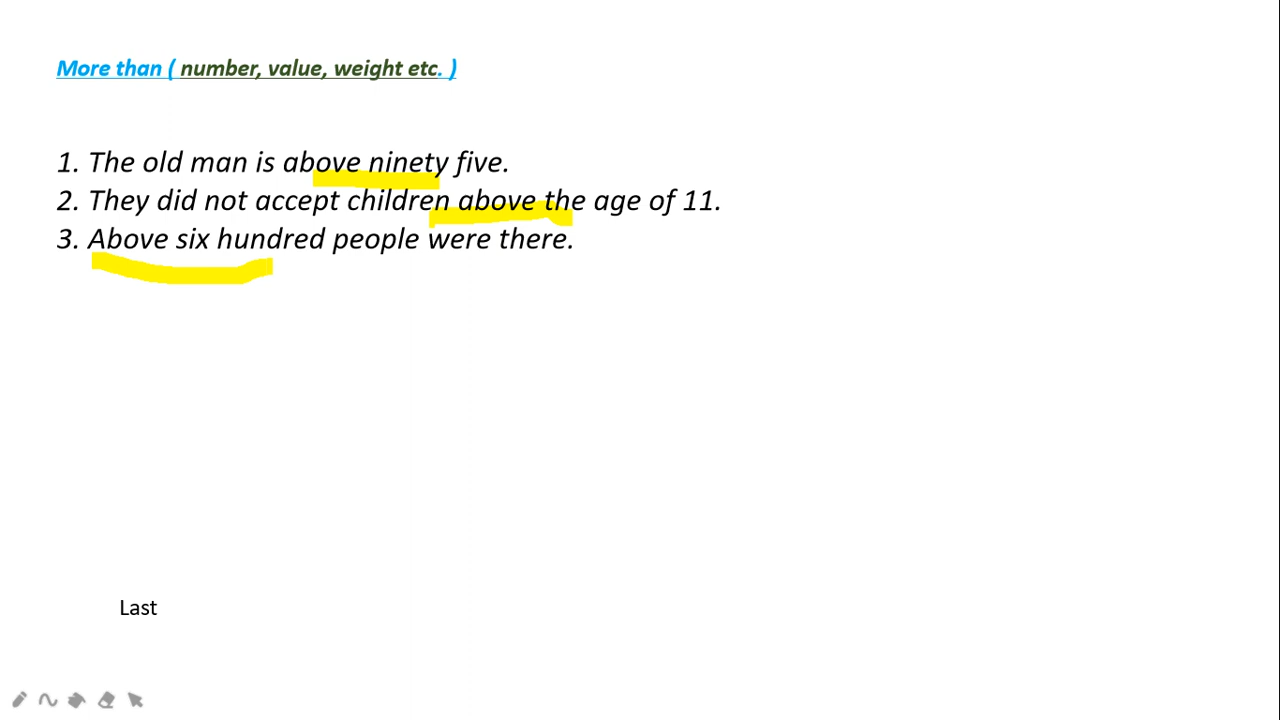 More than ( number, value, weight etc. )
1. The old man is above ninety five.
2. They did not accept children above the age of 11.
3. Above six hundred people were there.
Last